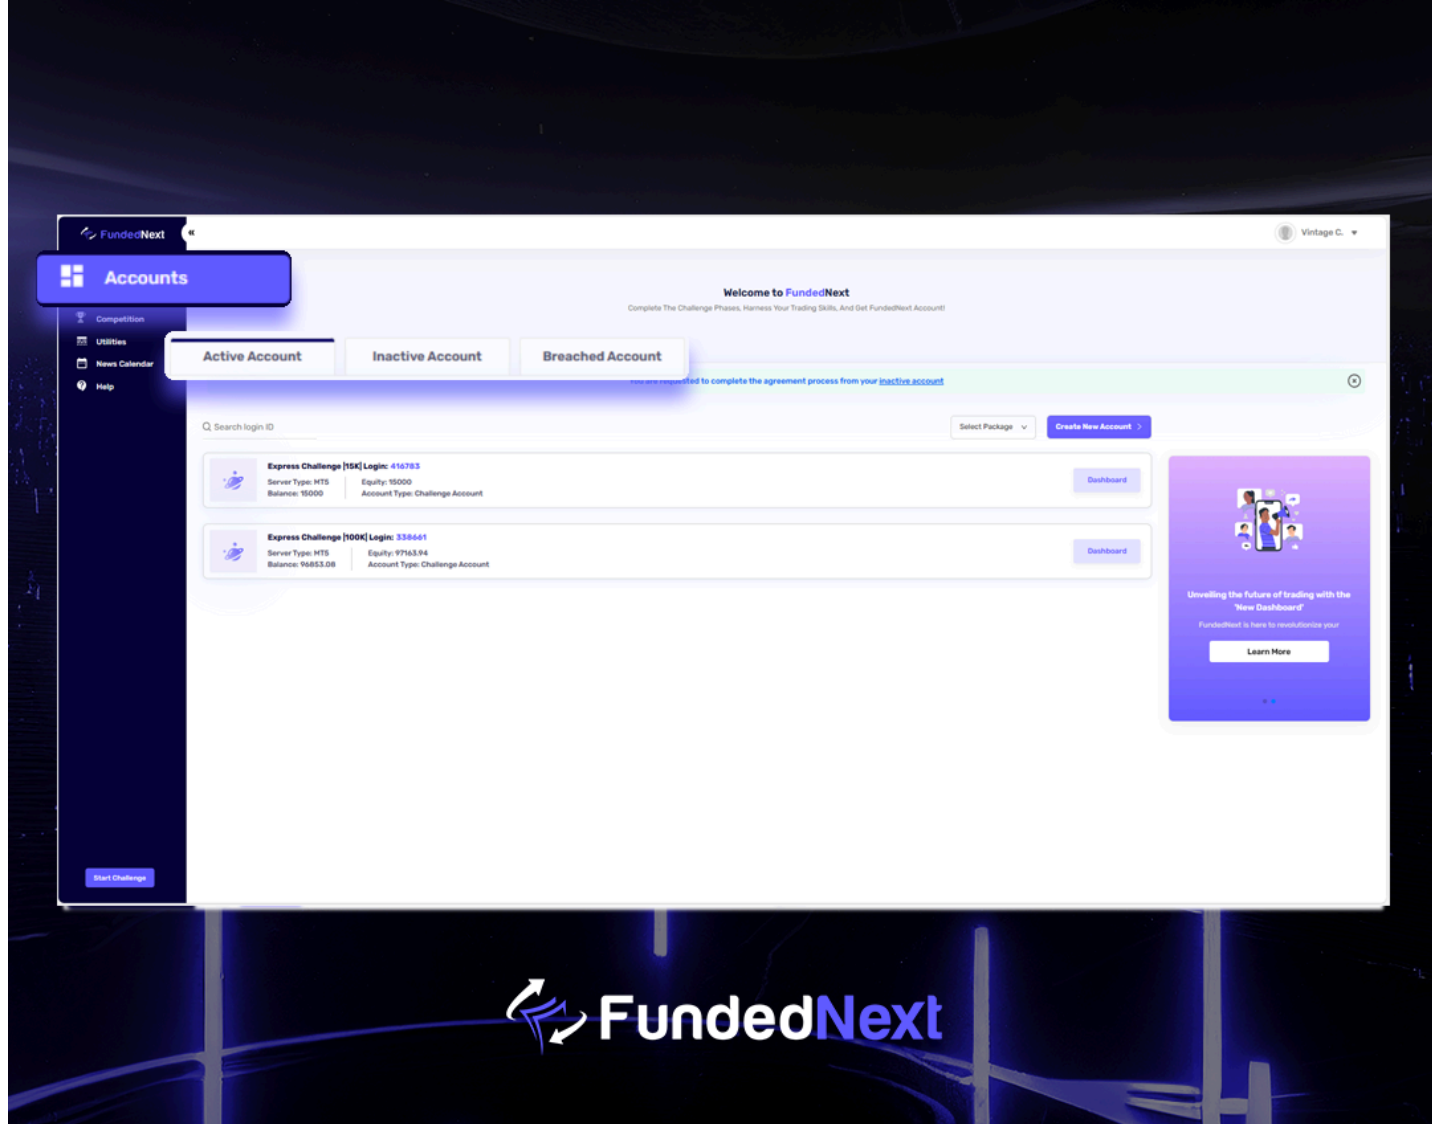 FundedNext
«
Vintage C.
Accounts
Competition
Utilities
News Calendar
Help
Welcome to FundedNext
Complete The Challenge Phases, Harness Your Trading Skills, And Get FundedNext Account!
Active Account
Inactive Account
Breached Account
You are requested to complete the agreement process from your inactive account
Search login ID
Select Package
Create New Account
Express Challenge |15K| Login: 416783
Server Type: MT5
Equity: 15000
Balance: 15000
Account Type: Challenge Account
Dashboard
Express Challenge |100K| Login: 338661
Server Type: MT5
Equity: 97163.94
Balance: 96853.08
Account Type: Challenge Account
Dashboard
Unveiling the future of trading with the
'New Dashboard'
FundedNext is here to revolutionize your
Learn More
Start Challenge
FundedNext